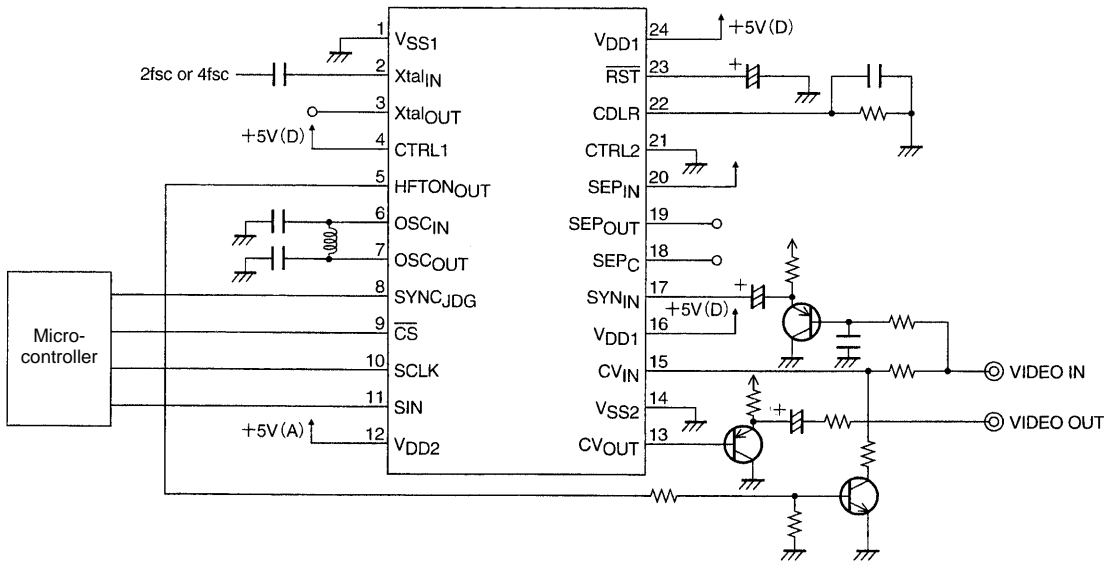 1
VSS1
2fsc or 4fsc
2
XtalIN
3
XtalOUT
+5V(D)
4
CTRL1
5
HFTONOUT
6
OSCIN
7
OSCOUT
8
SYNCJDG
9
CS
10
SCLK
11
SIN
+5V(A)
12
VDD2
Micro-
controller
24
+5V(D)
VDD1
23
+
RST
22
CDLR
21
CTRL2
20
SEPIN
19
SEPOUT
18
SEPC
17
+
SYNIN
+5V(D)
16
VDD1
15
CVIN
VIDEO IN
14
VSS2
+
VIDEO OUT
13
CVOUT